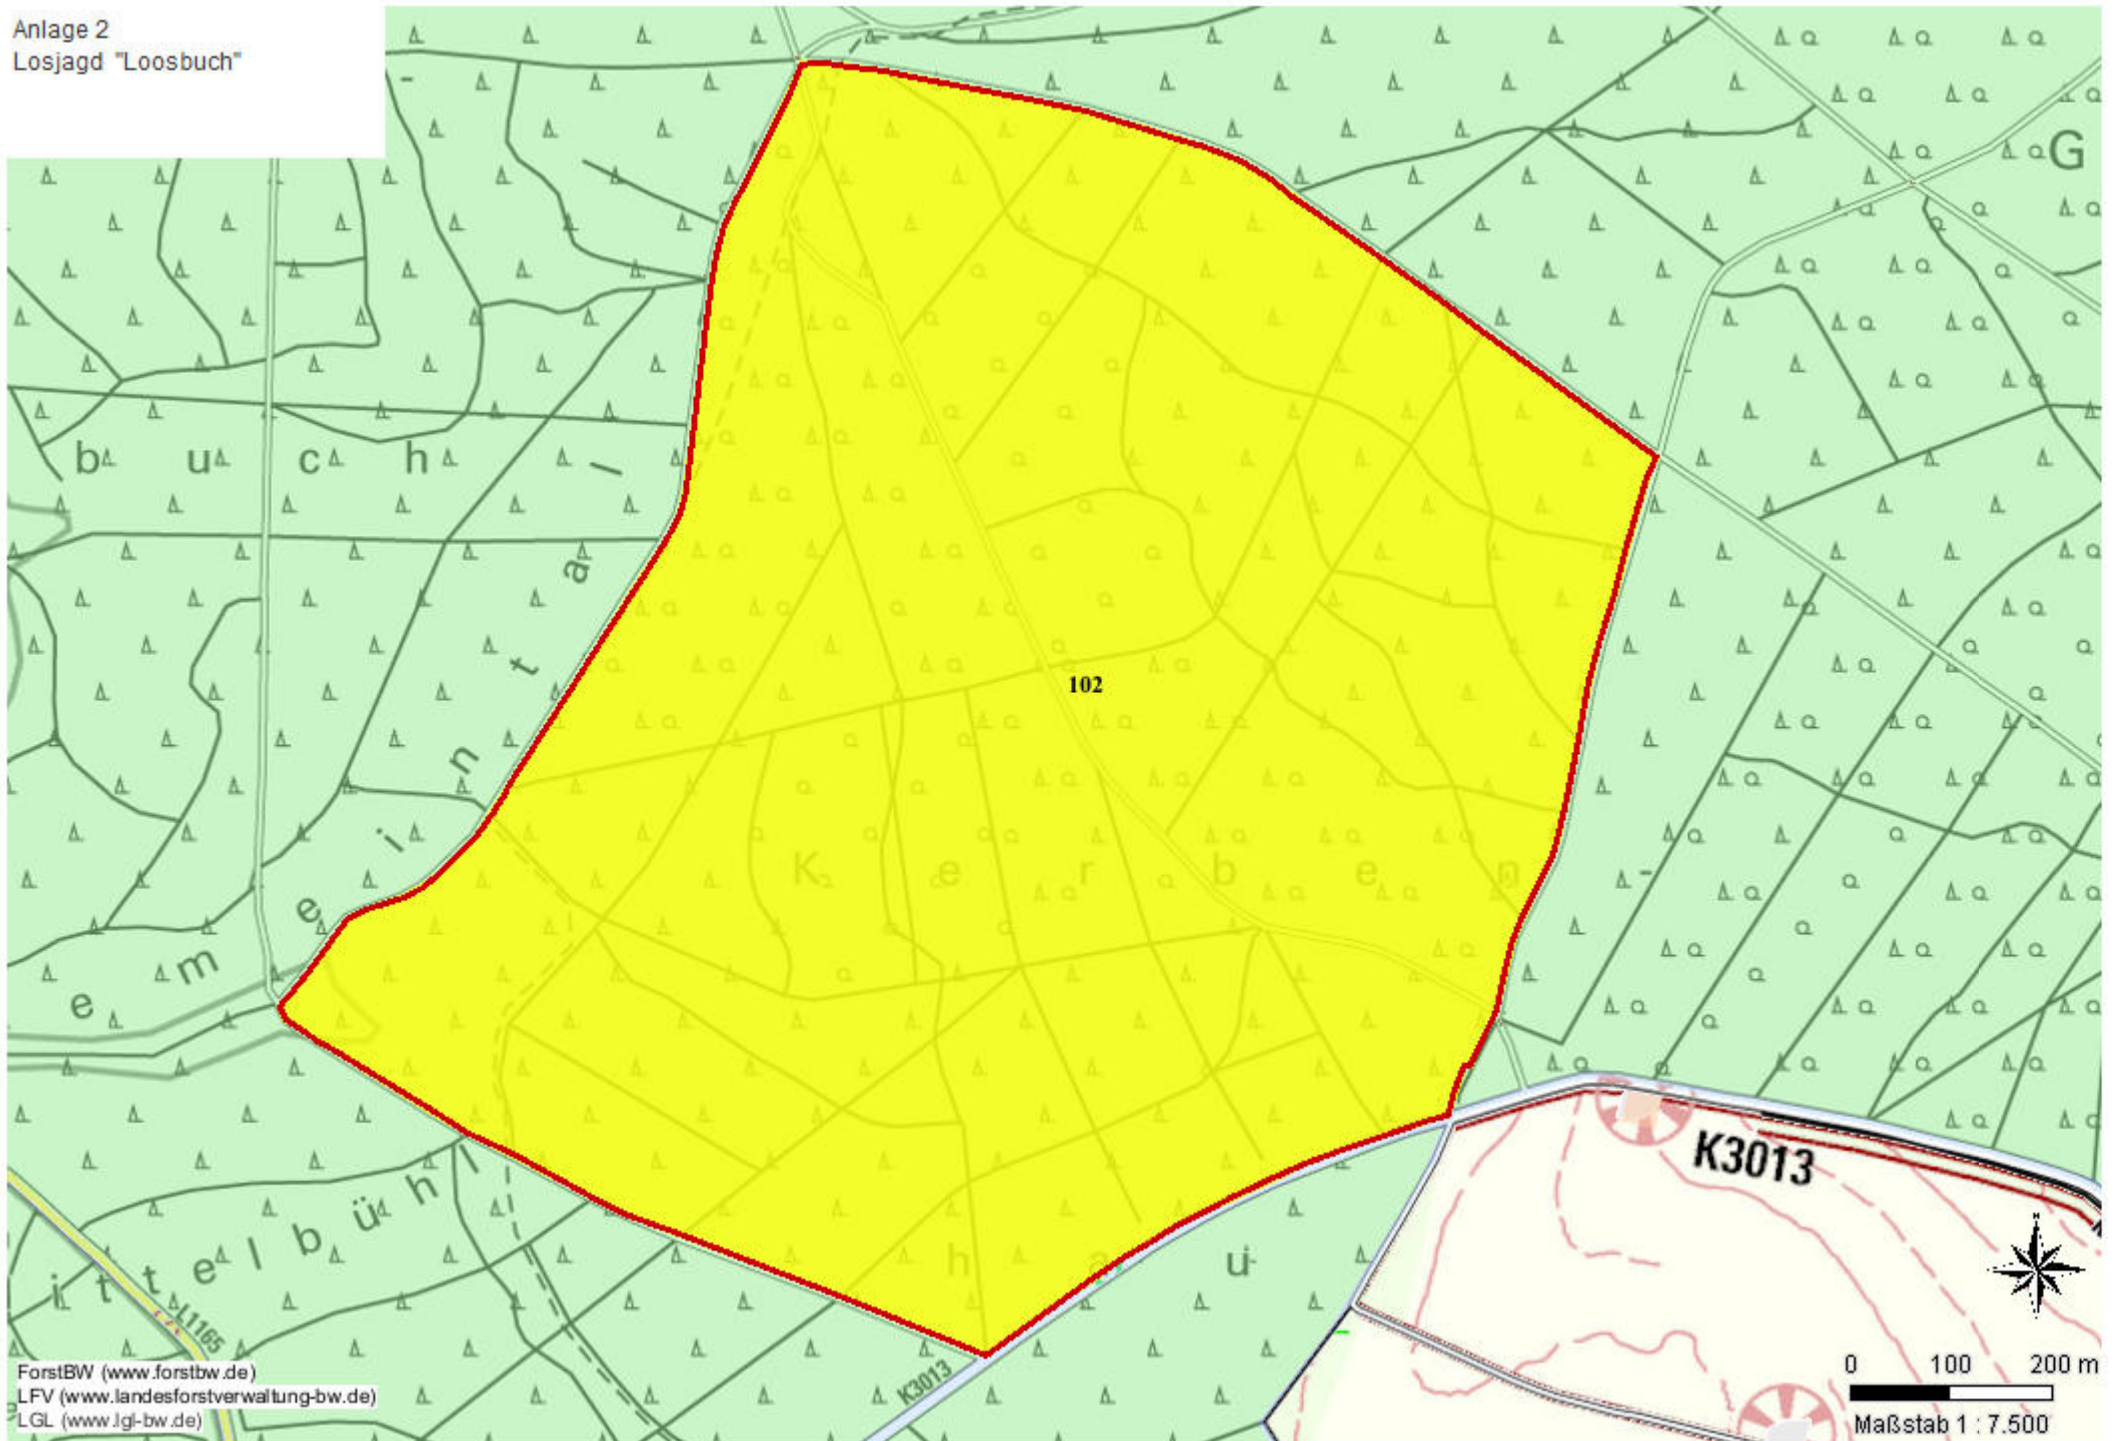 Anlage 2
Losjagd "Loosbuch"
G
b u c h
e m e i n t a l
102
K e r b e n
K3013
i t t e l b ü h l
h a u
L1165
K3013
0 100 200 m
Maßstab 1 : 7.500
ForstBW (www.forstbw.de)
LFV (www.landesforstverwaltung-bw.de)
LGL (www.lgl-bw.de)